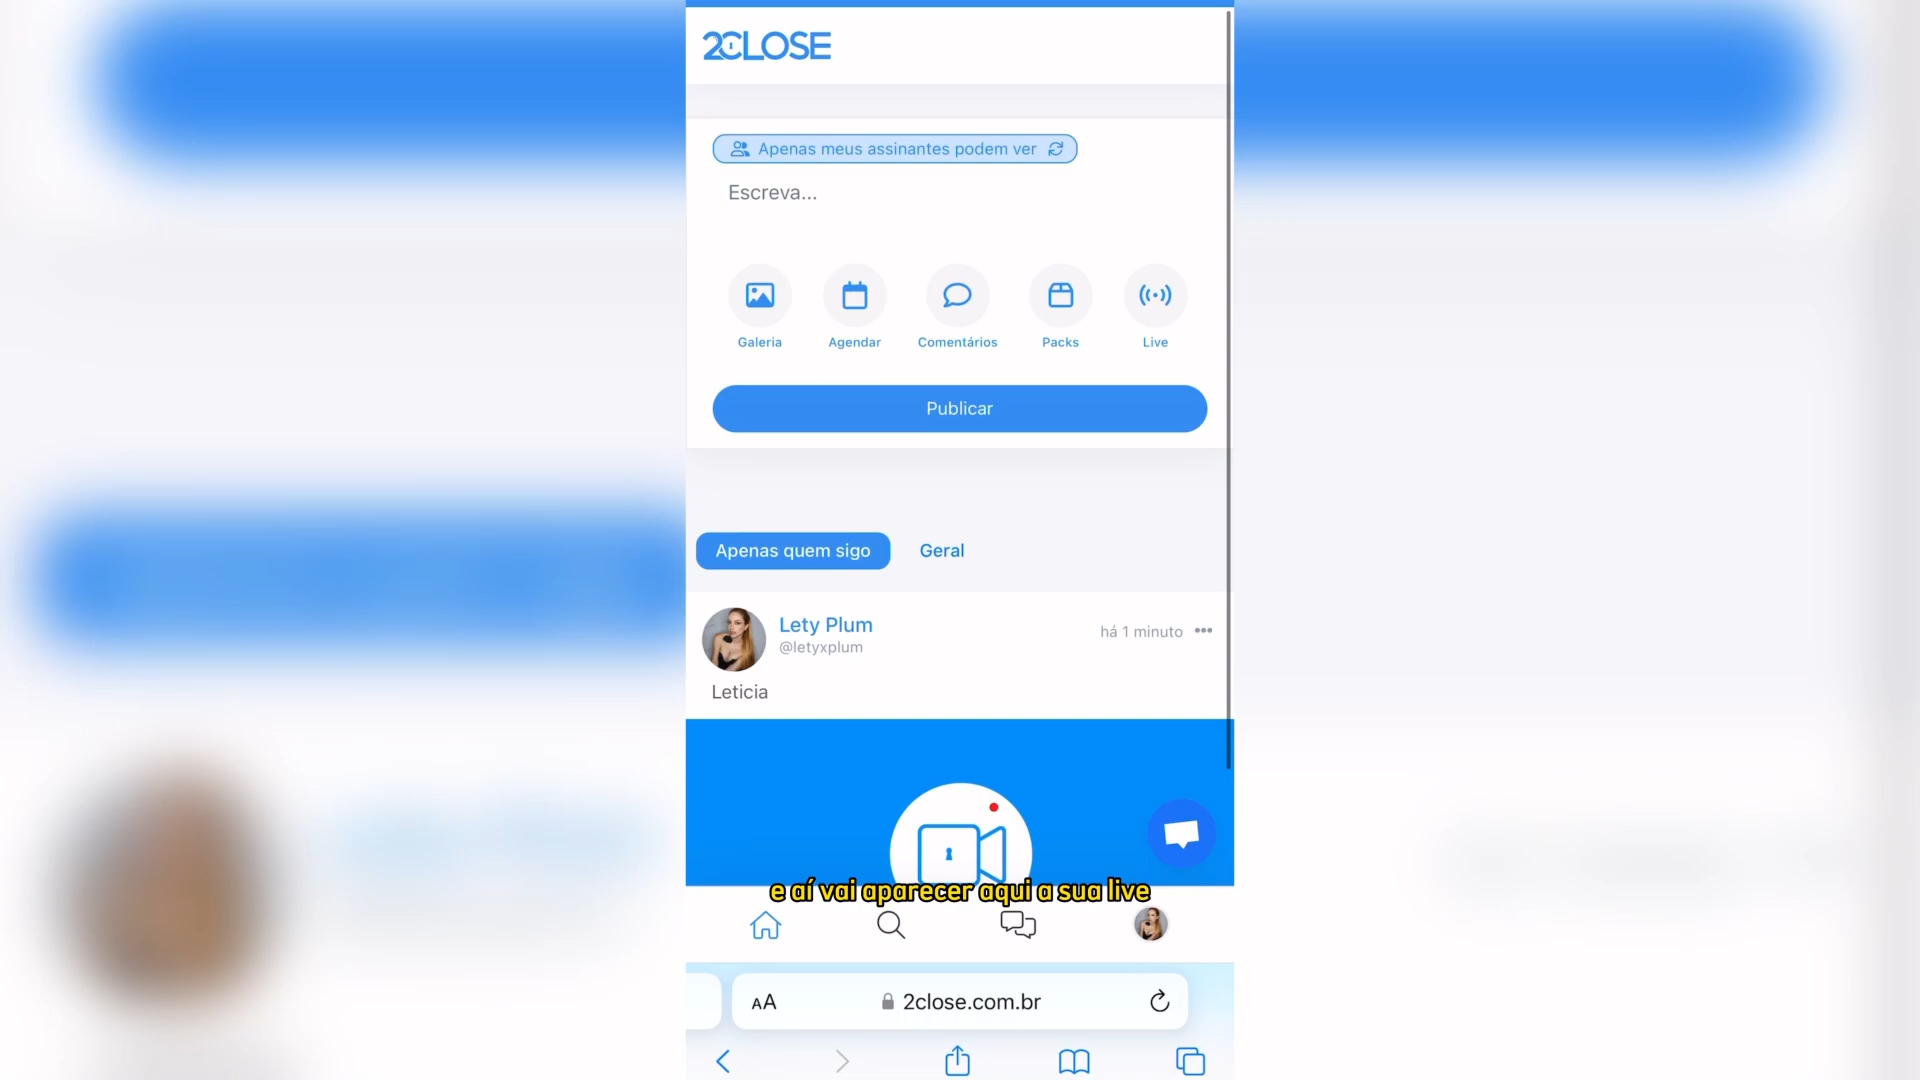 2CLOSE
Apenas meus assinantes podem ver
Escreva...
Galeria
Agendar
Comentários
Packs
Live
Publicar
Apenas quem sigo
Geral
Lety Plum
há 1 minuto
@letyxplum
Leticia
e aí vai aparecer aqui a sua live
AA
2close.com.br